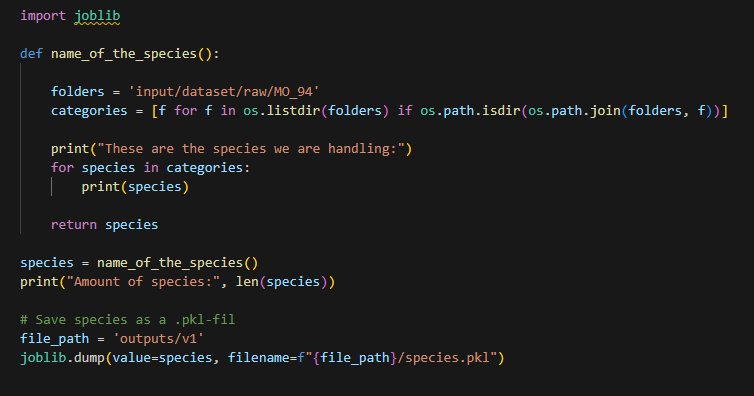 import joblib
def name_of_the_species():
folders = 'input/dataset/raw/MO_94'
categories = [f for f in os.listdir(folders) if os.path.isdir(os.path.join(folders, f))]
print("These are the species we are handling:")
for species in categories:
print(species)
return species
species = name_of_the_species()
print("Amount of species:", len(species))
# Save species as a .pkl-fil
file_path = 'outputs/v1'
joblib.dump(value=species, filename=f"{file_path}/species.pkl")